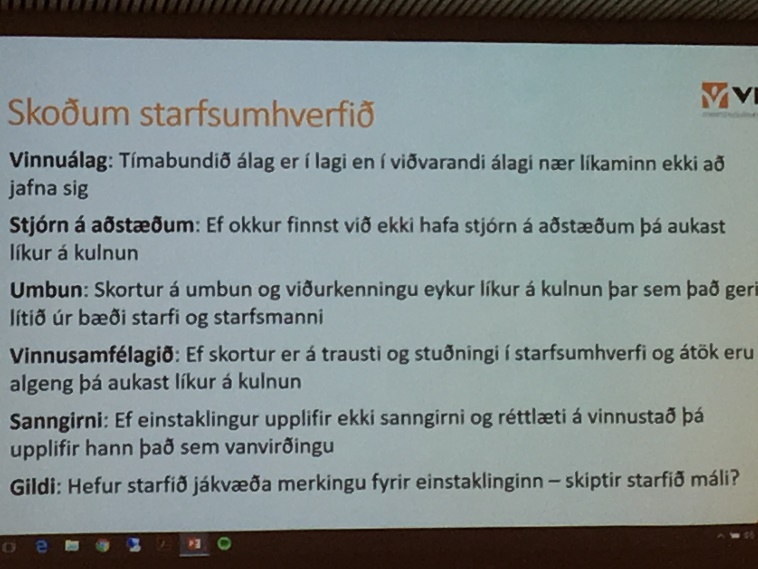 Skoðum starfsumhverfið
Vinnuálag: Tímabundið álag er í lagi en í viðvarandi álagi nær líkaminn ekki að
jafna sig
Stjórn á aðstæðum: Ef okkur finnst við ekki hafa stjórn á aðstæðum þá aukast
líkur á kulnun
Umbun: Skortur á umbun og viðurkenningu eykur líkur á kulnun þar sem það geri
lítið úr bæði starfi og starfsmanni
Vinnusamfélagið: Ef skortur er á trausti og stuðningi í starfsumhverfi og átök eru
algeng þá aukast líkur á kulnun
Sanngirni: Ef einstaklingur upplifir ekki sanngirni og réttlæti á vinnustað þá
upplifir hann það sem vanvirðingu
Gildi: Hefur starfið jákvæða merkingu fyrir einstaklinginn – skiptir starfið máli?